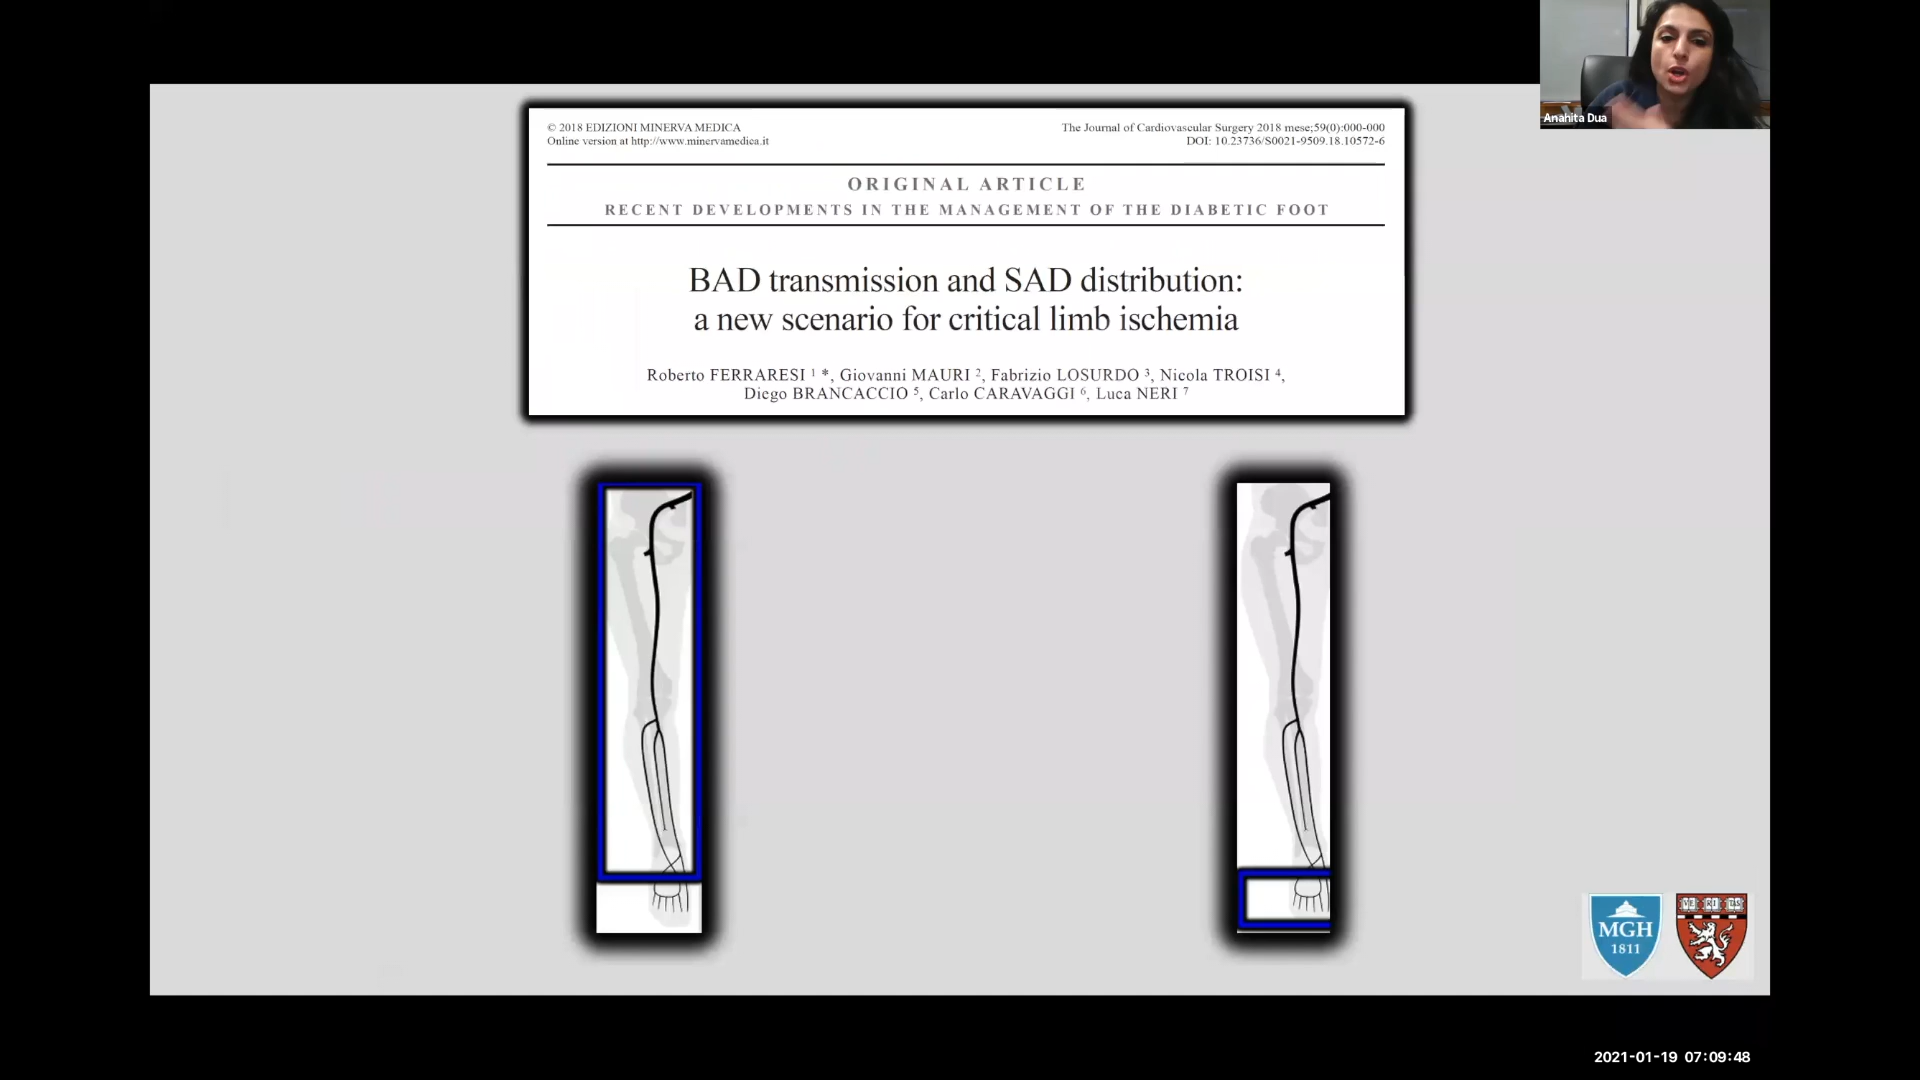 Anahita Dua
© 2018 EDIZIONI MINERVA MEDICA
Online version at http://www.minervamedica.it
The Journal of Cardiovascular Surgery 2018 mese;59(0):000-000
DOI: 10.23736/S0021-9509.18.10572-6
ORIGINAL ARTICLE
RECENT DEVELOPMENTS IN THE MANAGEMENT OF THE DIABETIC FOOT
BAD transmission and SAD distribution:
a new scenario for critical limb ischemia
Roberto FERRARESI 1 *, Giovanni MAURI 2, Fabrizio LOSURDO 3, Nicola TROISI 4,
Diego BRANCACCIO 5, Carlo CARAVAGGI 6, Luca NERI 7
MGH
1811
VE RI TAS
2021-01-19 07:09:48